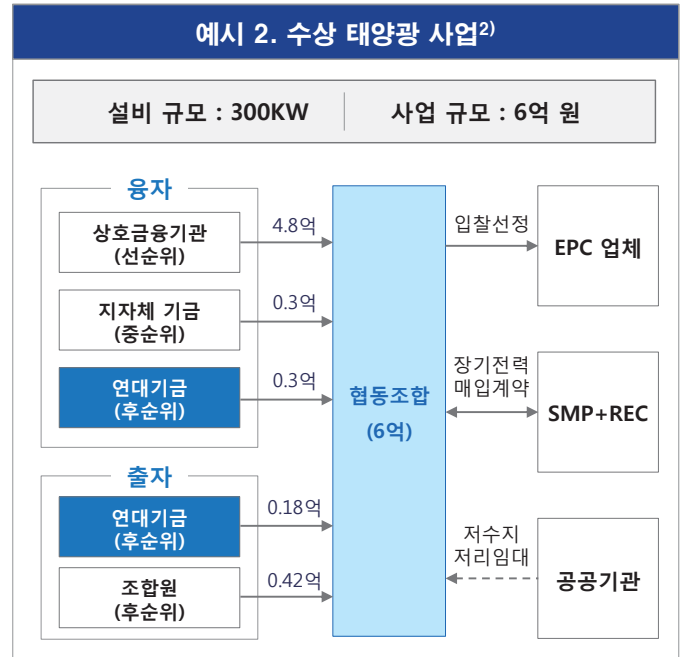 예시 2. 수상 태양광 사업2)
설비 규모 : 300KW
사업 규모 : 6억 원
융자
상호금융기관
(선순위)
4.8억
지자체 기금
(중순위)
0.3억
연대기금
(후순위)
0.3억
출자
연대기금
(후순위)
0.18억
조합원
(후순위)
0.42억
협동조합
(6억)
입찰선정
EPC 업체
장기전력
매입계약
SMP+REC
저수지
저리임대
공공기관